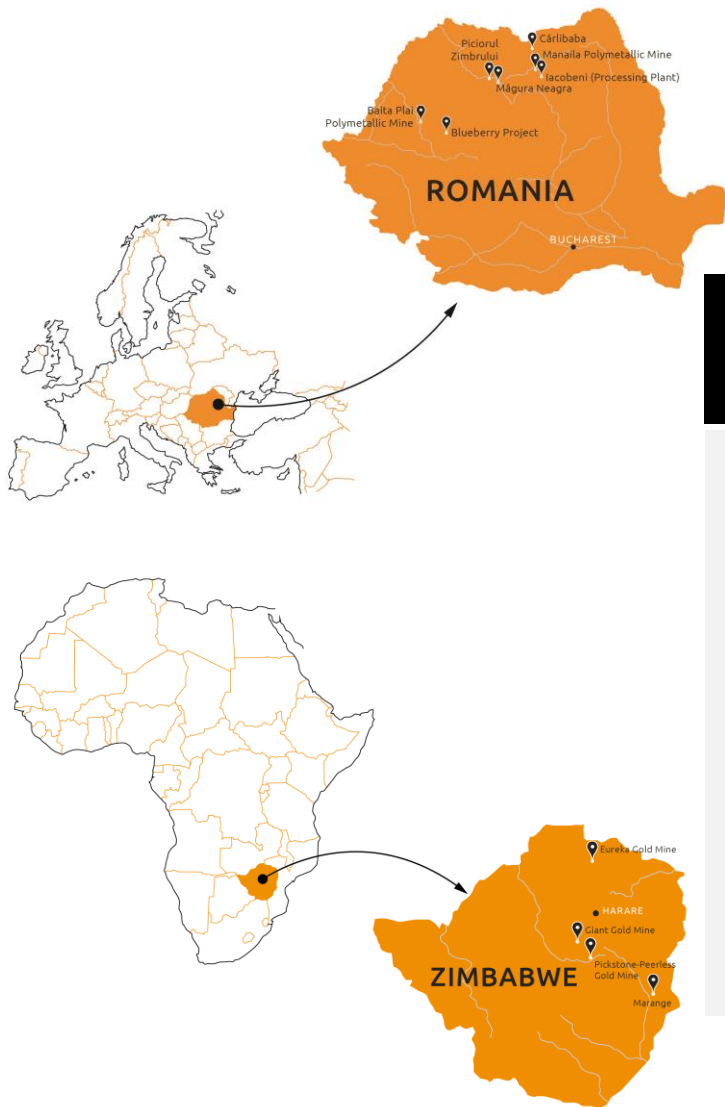 Cârlibaba
Piciorul
Zimbrului
Manaila Polymetallic Mine
Iacobeni (Processing Plant)
Măgura Neagra
Baita Plai
Polymetallic Mine
Blueberry Project
ROMANIA
BUCHAREST
Eureka Gold Mine
HARARE
Giant Gold Mine
Pickstone-Peerless
Gold Mine
ZIMBABWE
Marange